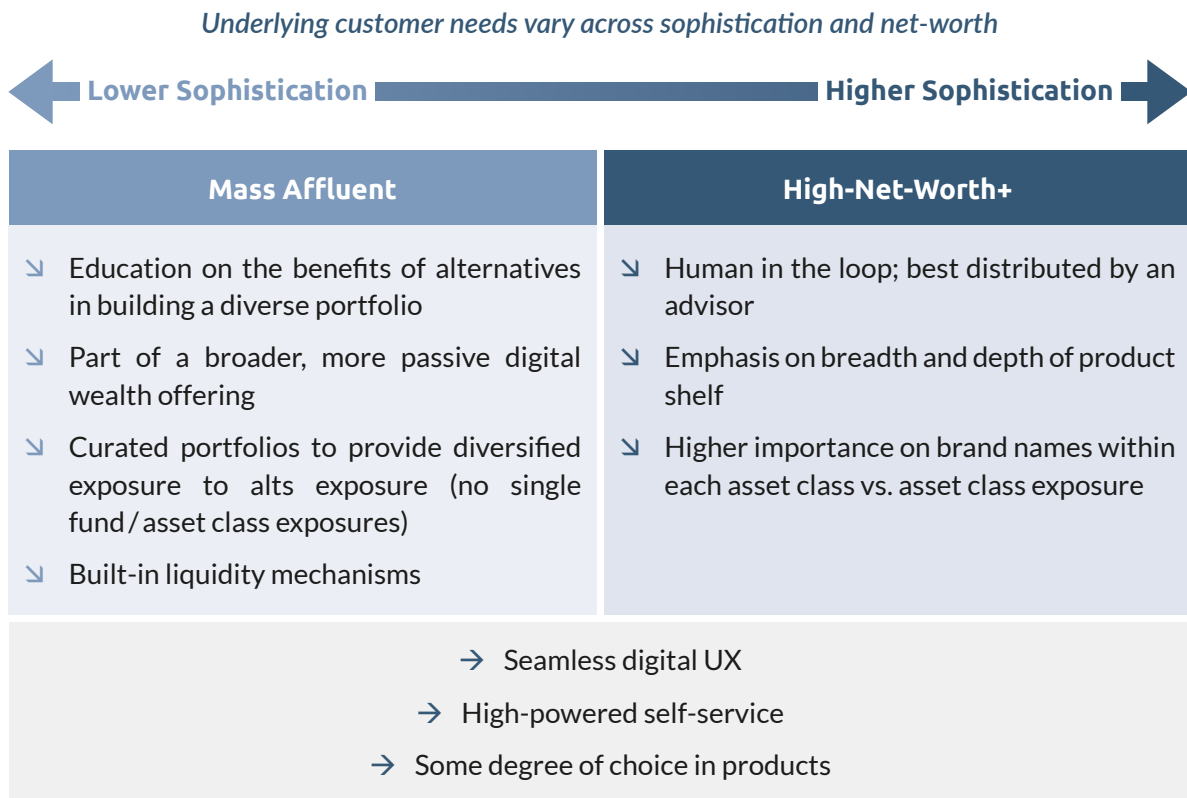 Underlying customer needs vary across sophistication and net-worth
Lower Sophistication
Higher Sophistication
Mass Affluent
Education on the benefits of alternatives
in building a diverse portfolio
Part of a broader, more passive digital
wealth offering
Curated portfolios to provide diversified
exposure to alts exposure (no single
fund/asset class exposures)
Built-in liquidity mechanisms
High-Net-Worth+
Human in the loop; best distributed by an
advisor
Emphasis on breadth and depth of product
shelf
Higher importance on brand names within
each asset class vs. asset class exposure
Seamless digital UX
High-powered self-service
Some degree of choice in products